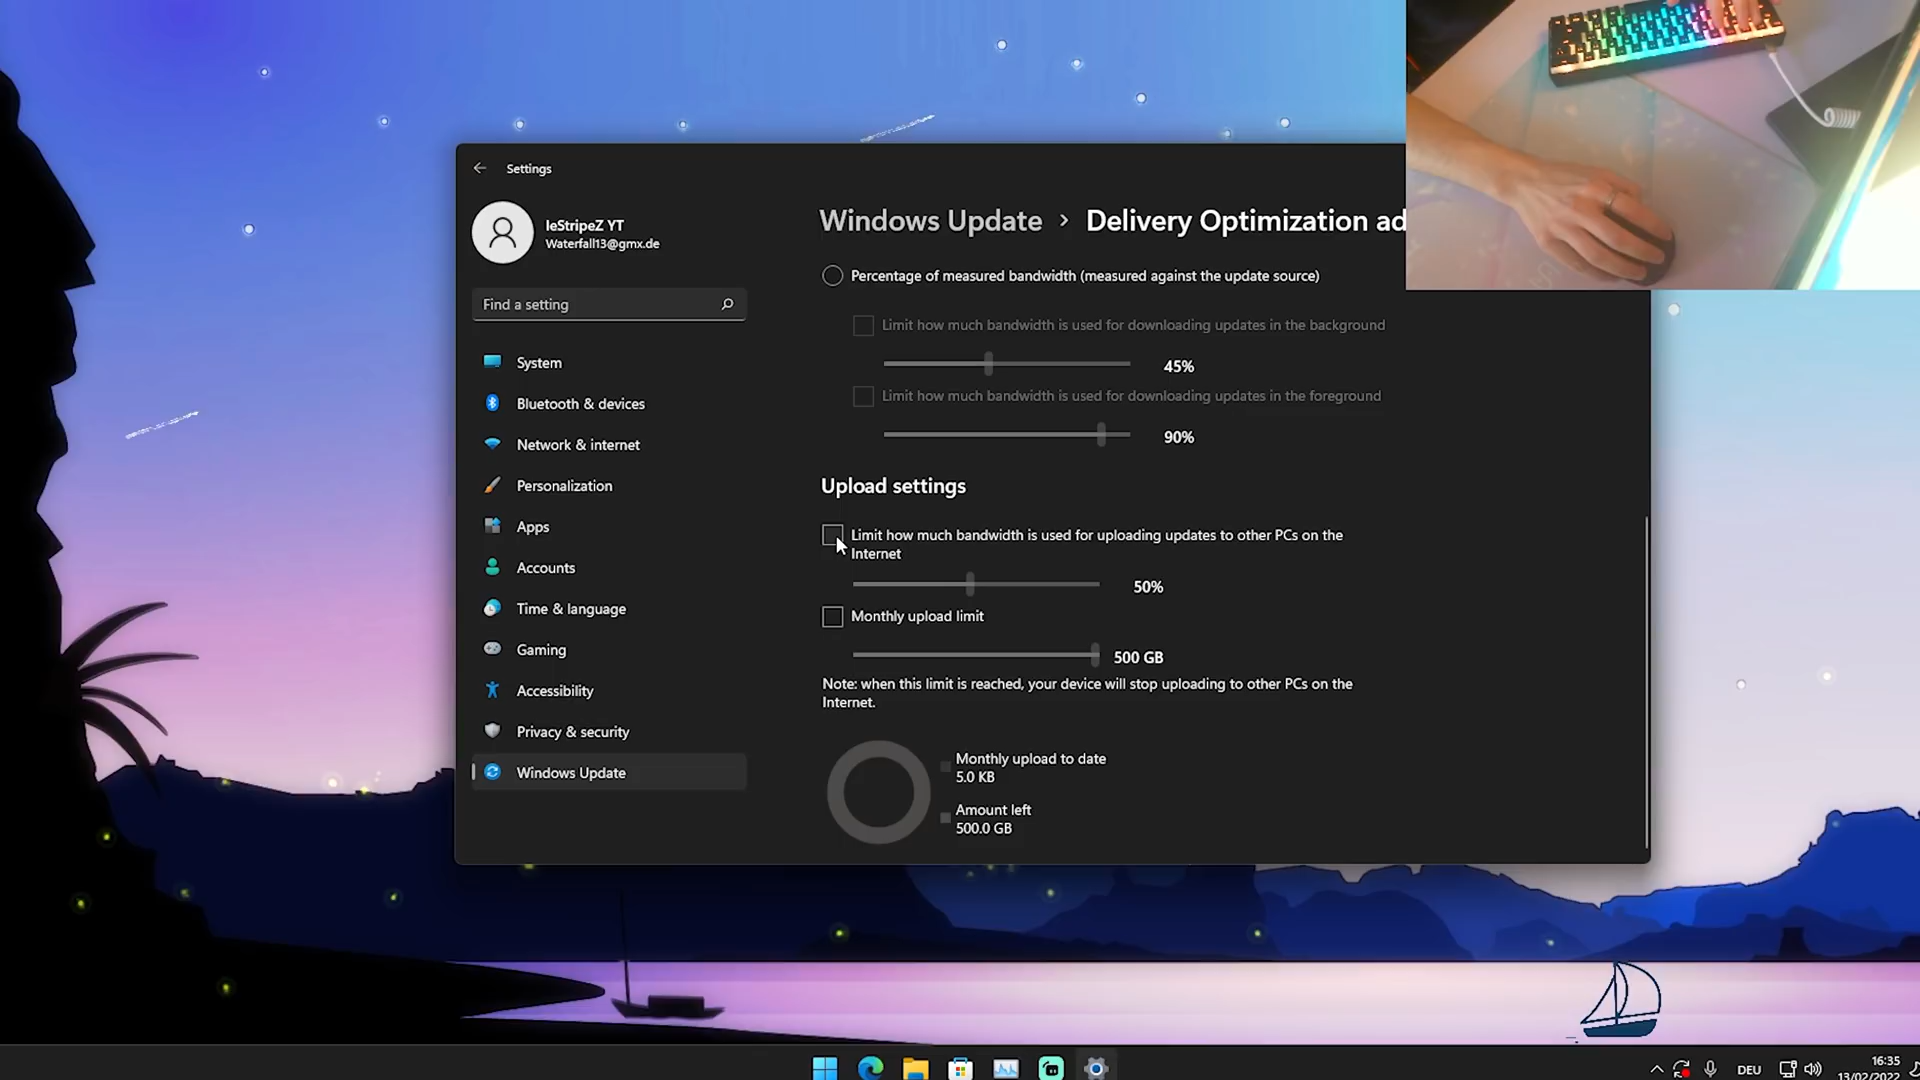 Settings
leStripeZ YT
Waterfall13@gmx.de
Find a setting
System
Bluetooth & devices
Network & internet
Personalization
Apps
Accounts
Time & language
Gaming
Accessibility
Privacy & security
Windows Update
Windows Update > Delivery Optimization ad
Percentage of measured bandwidth (measured against the update source)
Limit how much bandwidth is used for downloading updates in the background
45%
Limit how much bandwidth is used for downloading updates in the foreground
90%
Upload settings
Limit how much bandwidth is used for uploading updates to other PCs on the
Internet
50%
Monthly upload limit
500 GB
Note: when this limit is reached, your device will stop uploading to other PCs on the
Internet.
Monthly upload to date
5.0 KB
Amount left
500.0 GB
DEU
16:35
13/02/2022